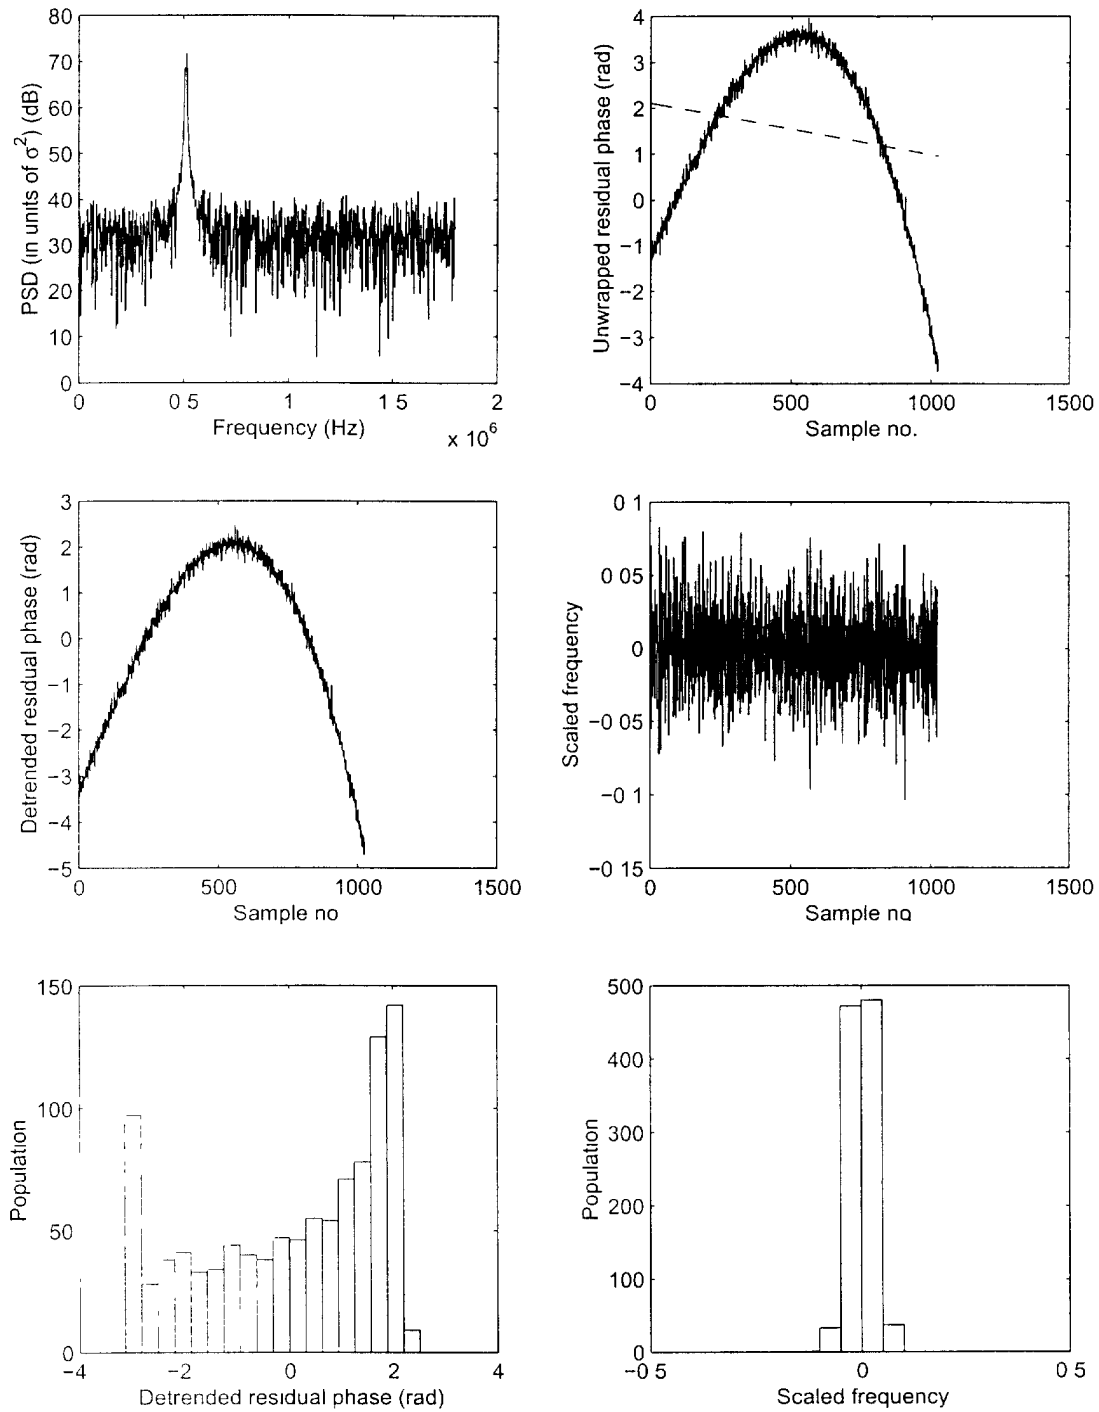 80
70
60
50
40
30
20
10
0
PSD (in units of σ²) (dB)
0 0 5 1 1 5 2
Frequency (Hz)
x 10⁶
4
3
2
1
0
−1
−2
−3
−4
Unwrapped residual phase (rad)
0 500 1000 1500
Sample no.
3
2
1
0
−1
−2
−3
−4
−5
Detrended residual phase (rad)
0 500 1000 1500
Sample no
0 1
0 05
0
−0 05
−0 1
−0 15
Scaled frequency
0 500 1000 1500
Sample no
150
100
50
0
Population
−4 −2 0 2 4
Detrended residual phase (rad)
500
400
300
200
100
0
Population
−0 5 0 0 5
Scaled frequency